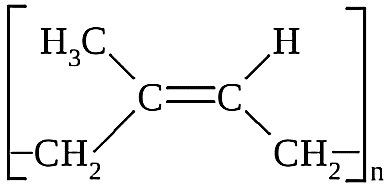 H₃C H
C=C
–CH₂ CH₂–
n